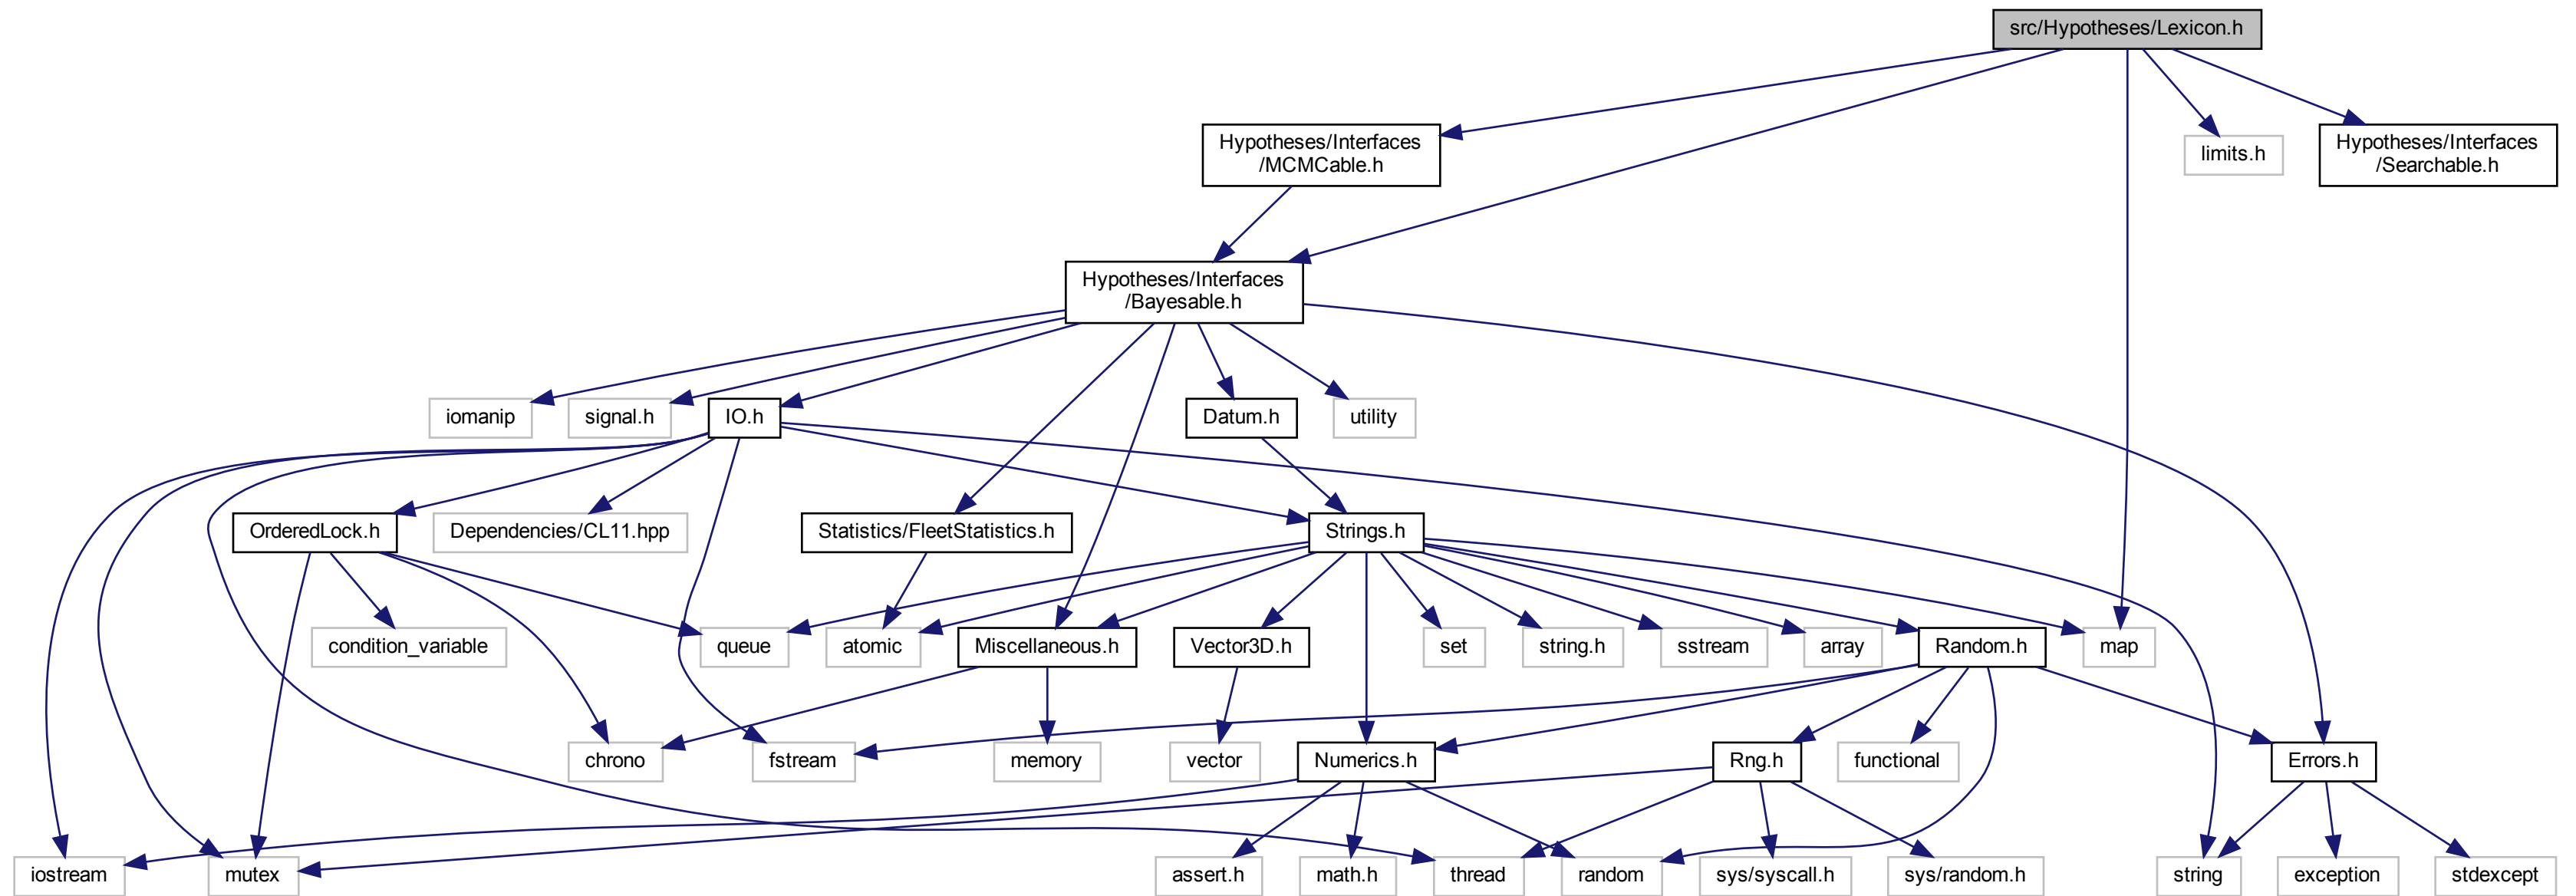 src/Hypotheses/Lexicon.h
Hypotheses/Interfaces
/MCMCable.h
limits.h
Hypotheses/Interfaces
/Searchable.h
Hypotheses/Interfaces
/Bayesable.h
iomanip
signal.h
IO.h
Datum.h
utility
OrderedLock.h
Dependencies/CL11.hpp
Statistics/FleetStatistics.h
Strings.h
condition_variable
queue
atomic
Miscellaneous.h
Vector3D.h
set
string.h
sstream
array
Random.h
map
chrono
fstream
memory
vector
Numerics.h
Rng.h
functional
Errors.h
iostream
mutex
assert.h
math.h
thread
random
sys/syscall.h
sys/random.h
string
exception
stdexcept